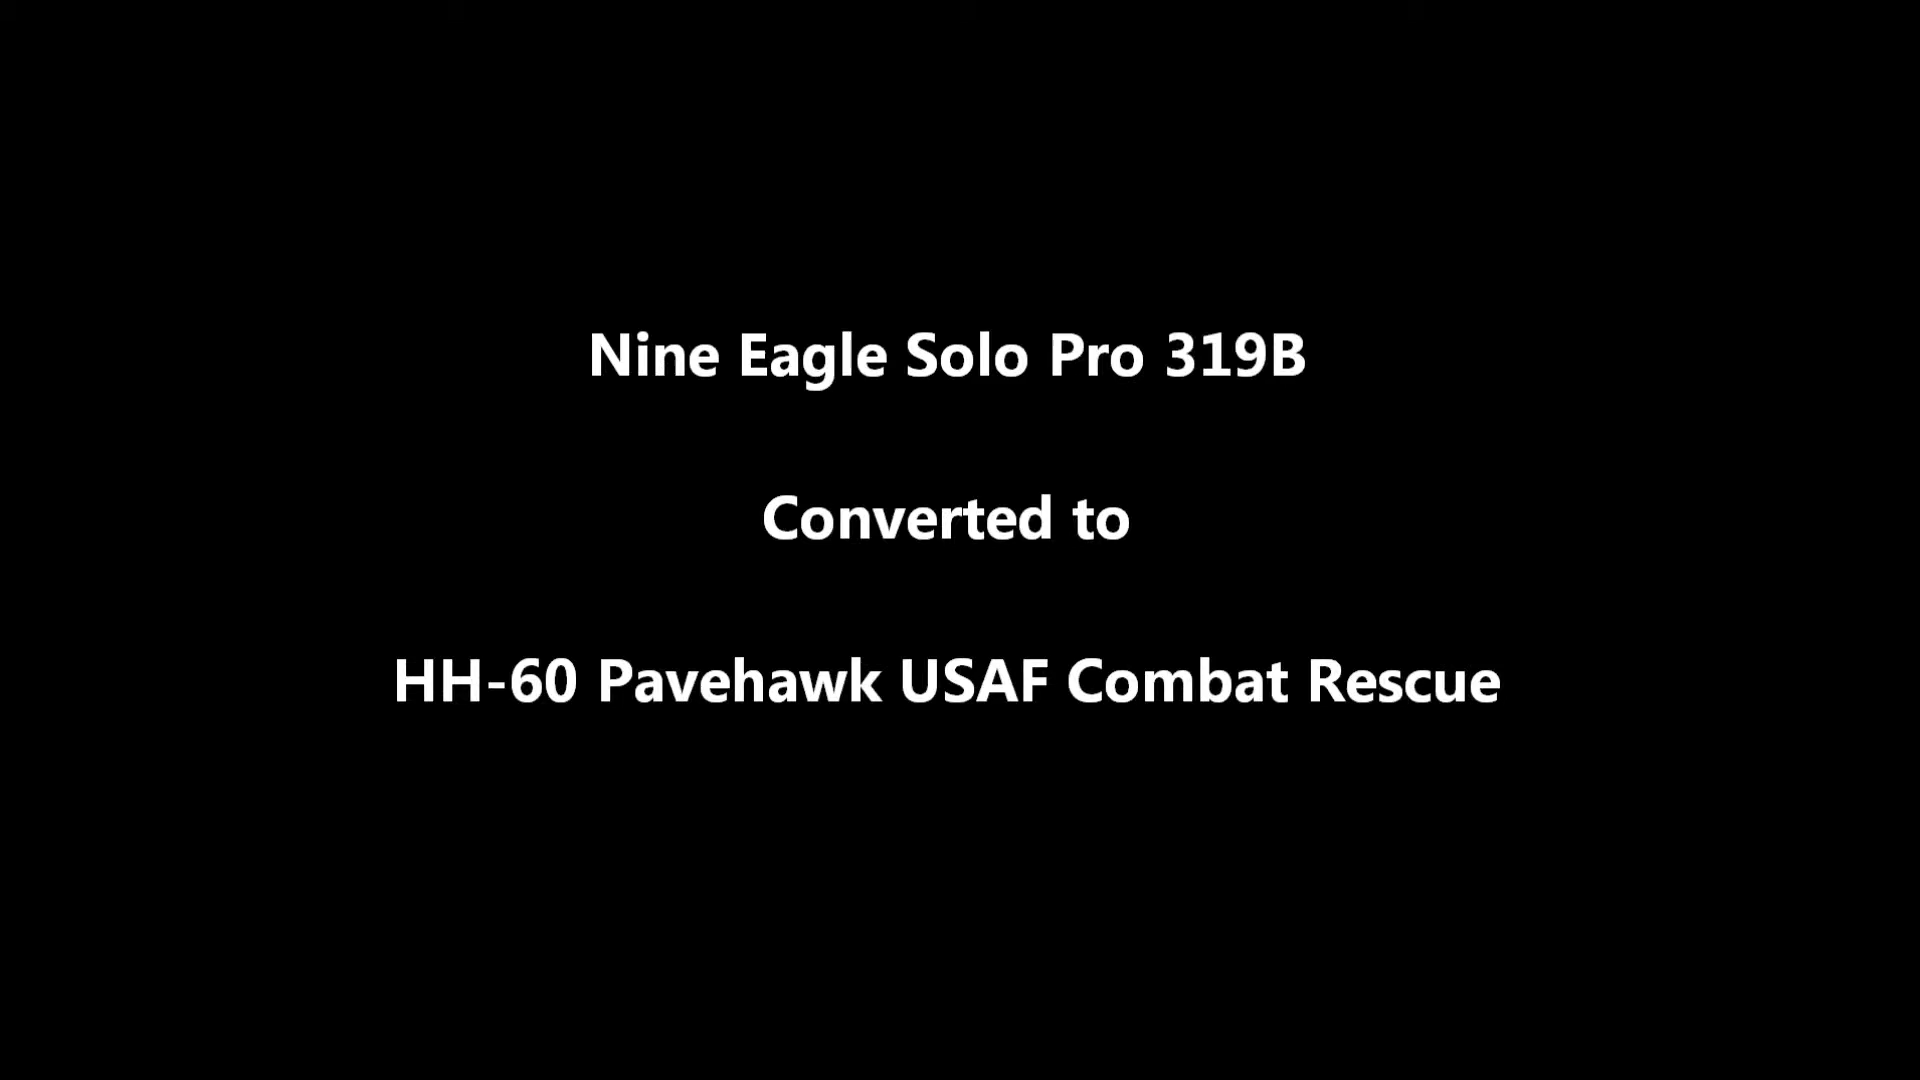 Nine Eagle Solo Pro 319B
Converted to
HH-60 Pavehawk USAF Combat Rescue